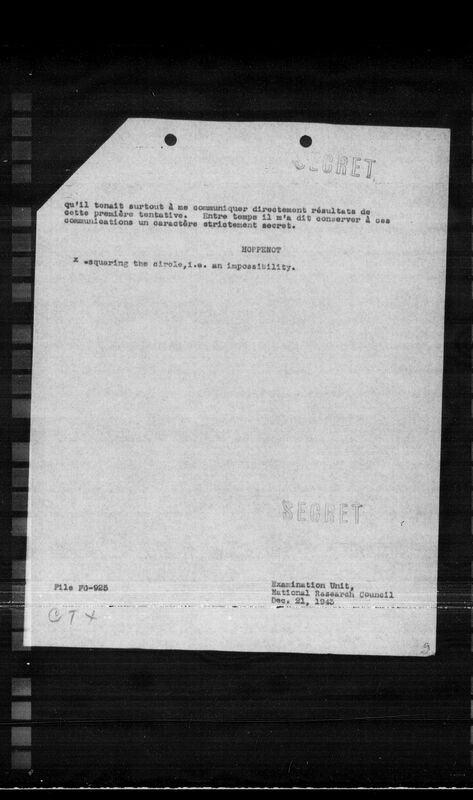 SECRET
qu'il tenait surtout à me communiquer directement résultats de
cette première tentative. Entre temps il m'a dit conserver à ces
communications un caractère strictement secret.
HOPPENOT
x =squaring the circle,i.e. an impossibility.
SECRET
File FG-925
Examination Unit,
National Research Council
Dec. 21, 1943
C T X